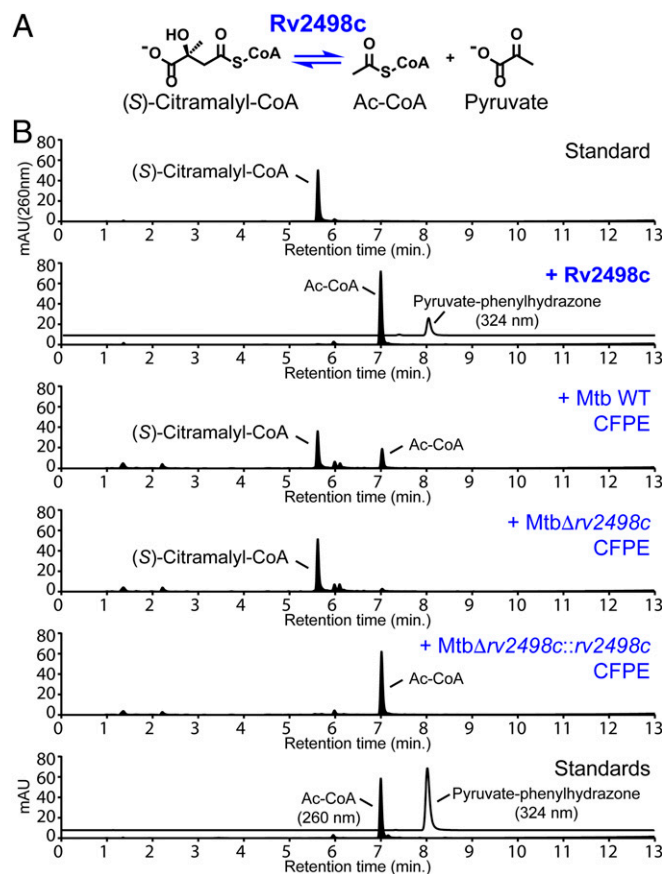 A
Rv2498c
⁻O HO O O S-CoA
O S-CoA + ⁻O O O
(S)-Citramalyl-CoA Ac-CoA Pyruvate
B
Standard
(S)-Citramalyl-CoA
mAU(260nm)
80
60
40
20
0
0 1 2 3 4 5 6 7 8 9 10 11 12 13
Retention time (min.)
+ Rv2498c
Ac-CoA
Pyruvate-phenylhydrazone
(324 nm)
80
60
40
20
0
0 1 2 3 4 5 6 7 8 9 10 11 12 13
Retention time (min.)
+ Mtb WT
CFPE
(S)-Citramalyl-CoA
Ac-CoA
80
60
40
20
0
0 1 2 3 4 5 6 7 8 9 10 11 12 13
Retention time (min.)
+ MtbΔrv2498c
CFPE
(S)-Citramalyl-CoA
80
60
40
20
0
0 1 2 3 4 5 6 7 8 9 10 11 12 13
Retention time (min.)
+ MtbΔrv2498c::rv2498c
CFPE
Ac-CoA
80
60
40
20
0
0 1 2 3 4 5 6 7 8 9 10 11 12 13
Retention time (min.)
Standards
Ac-CoA
(260 nm)
Pyruvate-phenylhydrazone
(324 nm)
mAU
80
60
40
20
0
0 1 2 3 4 5 6 7 8 9 10 11 12 13
Retention time (min.)